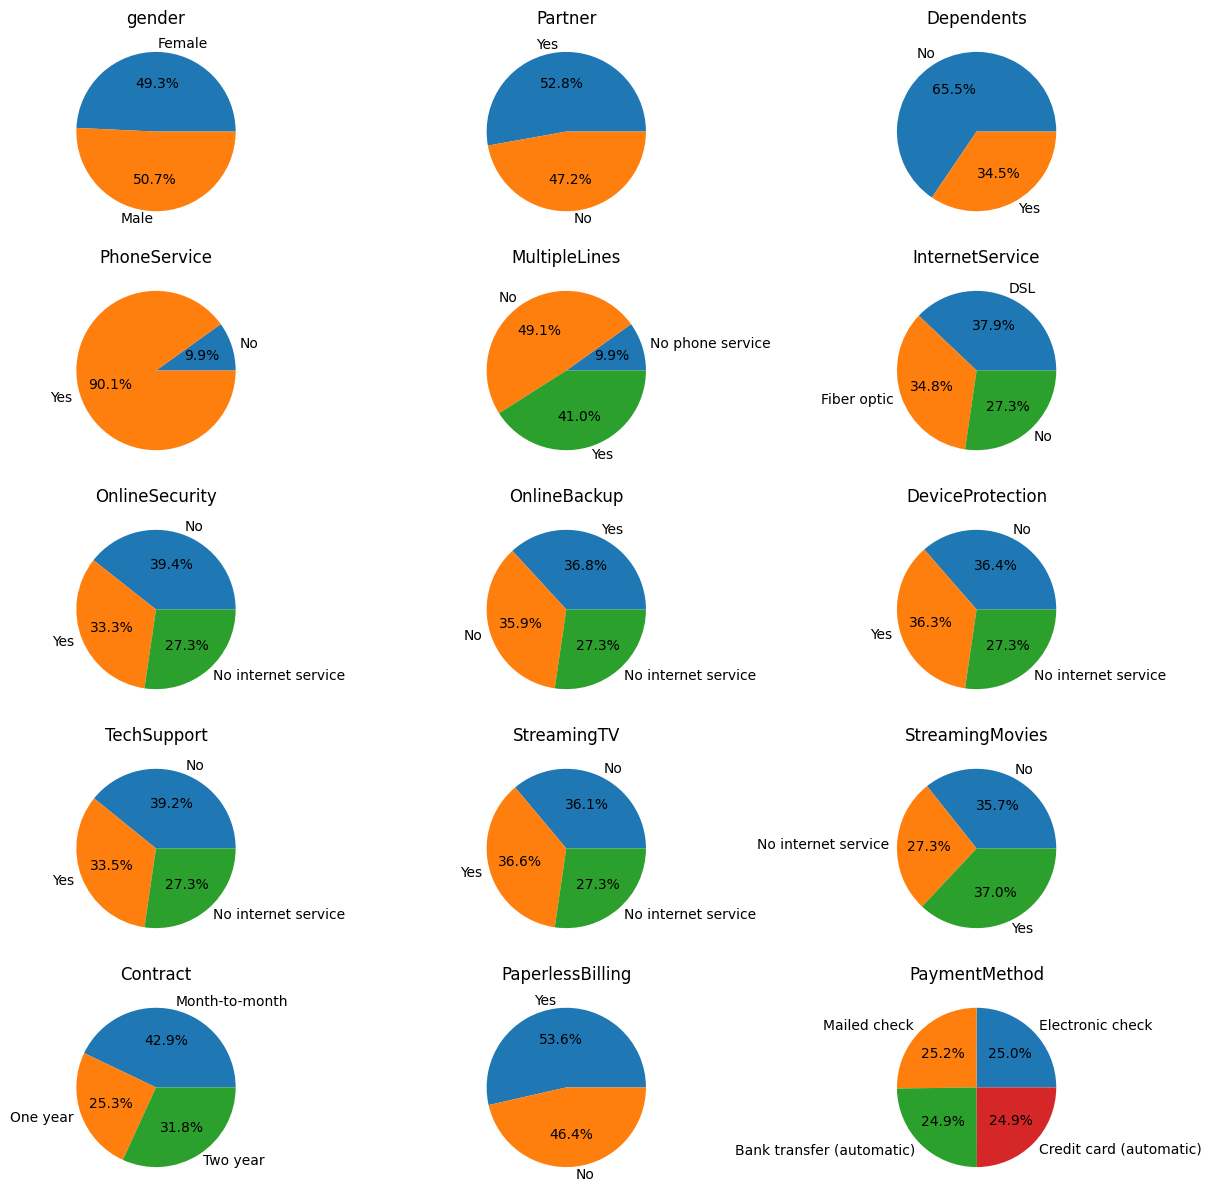 gender
Female
49.3%
50.7%
Male
Partner
Yes
52.8%
47.2%
No
Dependents
No
65.5%
34.5%
Yes
PhoneService
No
9.9%
90.1%
Yes
MultipleLines
No
49.1%
No phone service
9.9%
41.0%
Yes
InternetService
DSL
37.9%
34.8%
Fiber optic
27.3%
No
OnlineSecurity
No
39.4%
33.3%
Yes
27.3%
No internet service
OnlineBackup
Yes
36.8%
35.9%
No
27.3%
No internet service
DeviceProtection
No
36.4%
36.3%
Yes
27.3%
No internet service
TechSupport
No
39.2%
33.5%
Yes
27.3%
No internet service
StreamingTV
No
36.1%
36.6%
Yes
27.3%
No internet service
StreamingMovies
No
35.7%
No internet service
27.3%
37.0%
Yes
Contract
Month-to-month
42.9%
25.3%
One year
31.8%
Two year
PaperlessBilling
Yes
53.6%
46.4%
No
PaymentMethod
Mailed check
Electronic check
25.2%
25.0%
24.9%
24.9%
Bank transfer (automatic)
Credit card (automatic)